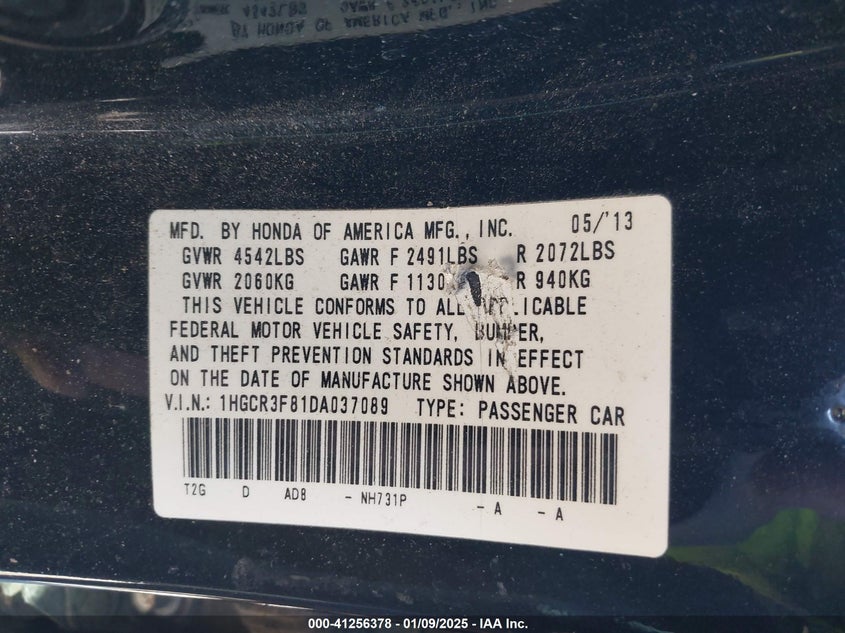 MFD. BY HONDA OF AMERICA MFG., INC. 05/'13
GVWR 4542LBS GAWR F 2491LBS R 2072LBS
GVWR 2060KG GAWR F 1130 R 940KG
THIS VEHICLE CONFORMS TO ALL APPLICABLE
FEDERAL MOTOR VEHICLE SAFETY, BUMPER,
AND THEFT PREVENTION STANDARDS IN EFFECT
ON THE DATE OF MANUFACTURE SHOWN ABOVE.
V.I.N.: 1HGCR3F81DA037089 TYPE: PASSENGER CAR
T2G D AD8 - NH731P - A - A
000-41256378 | 01/09/2025 - IAA Inc.